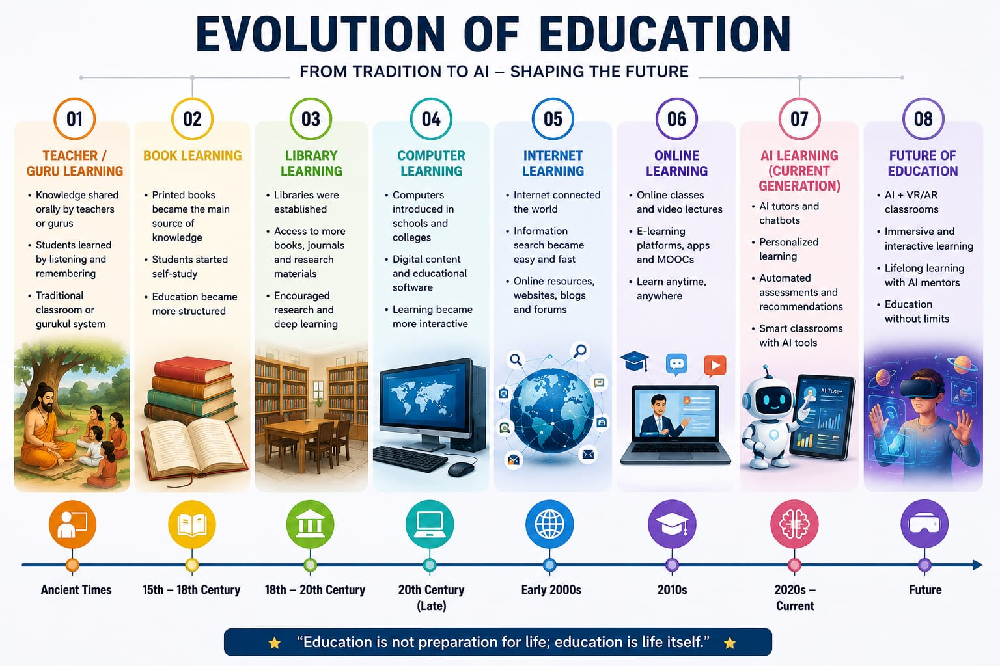 EVOLUTION OF EDUCATION
FROM TRADITION TO AI – SHAPING THE FUTURE
01
TEACHER /
GURU LEARNING
• Knowledge shared
orally by teachers
or gurus
• Students learned
by listening and
remembering
• Traditional
classroom or
gurukul system
02
BOOK LEARNING
• Printed books
became the main
source of
knowledge
• Students started
self-study
• Education became
more structured
03
LIBRARY
LEARNING
• Libraries were
established
• Access to more
books, journals
and research
materials
• Encouraged
research and
deep learning
04
COMPUTER
LEARNING
• Computers
introduced in
schools and
colleges
• Digital content
and educational
software
• Learning became
more interactive
05
INTERNET
LEARNING
• Internet connected
the world
• Information
search became
easy and fast
• Online resources,
websites, blogs
and forums
06
ONLINE
LEARNING
• Online classes
and video lectures
• E-learning
platforms, apps
and MOOCs
• Learn anytime,
anywhere
07
AI LEARNING
(CURRENT
GENERATION)
• AI tutors and
chatbots
• Personalized
learning
• Automated
assessments and
recommendations
• Smart classrooms
with AI tools
AI Tutor
08
FUTURE OF
EDUCATION
• AI + VR/AR
classrooms
• Immersive and
interactive learning
• Lifelong learning
with AI mentors
• Education
without limits
Ancient Times
15th – 18th Century
18th – 20th Century
20th Century
(Late)
Early 2000s
2010s
2020s –
Current
Future
“Education is not preparation for life; education is life itself.”